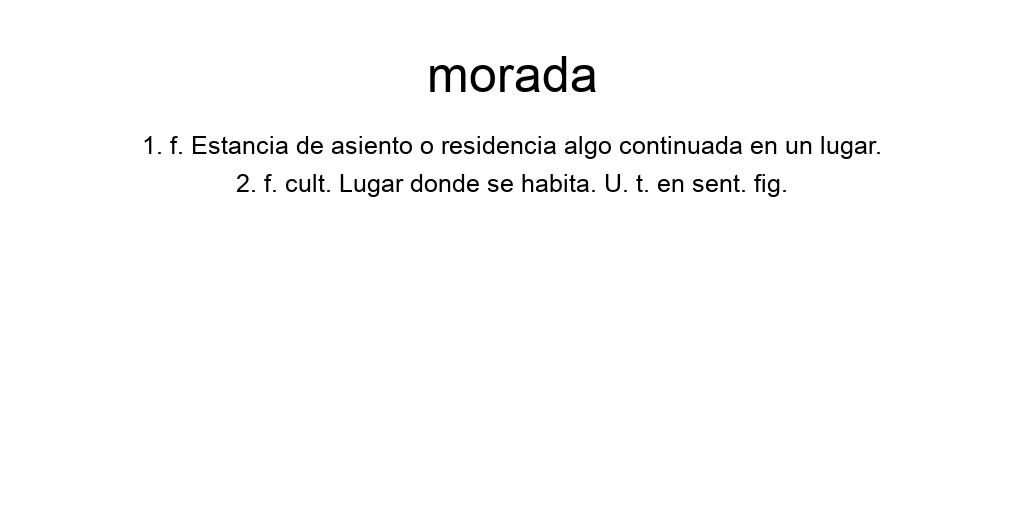 morada
1. f. Estancia de asiento o residencia algo continuada en un lugar.
2. f. cult. Lugar donde se habita. U. t. en sent. fig.